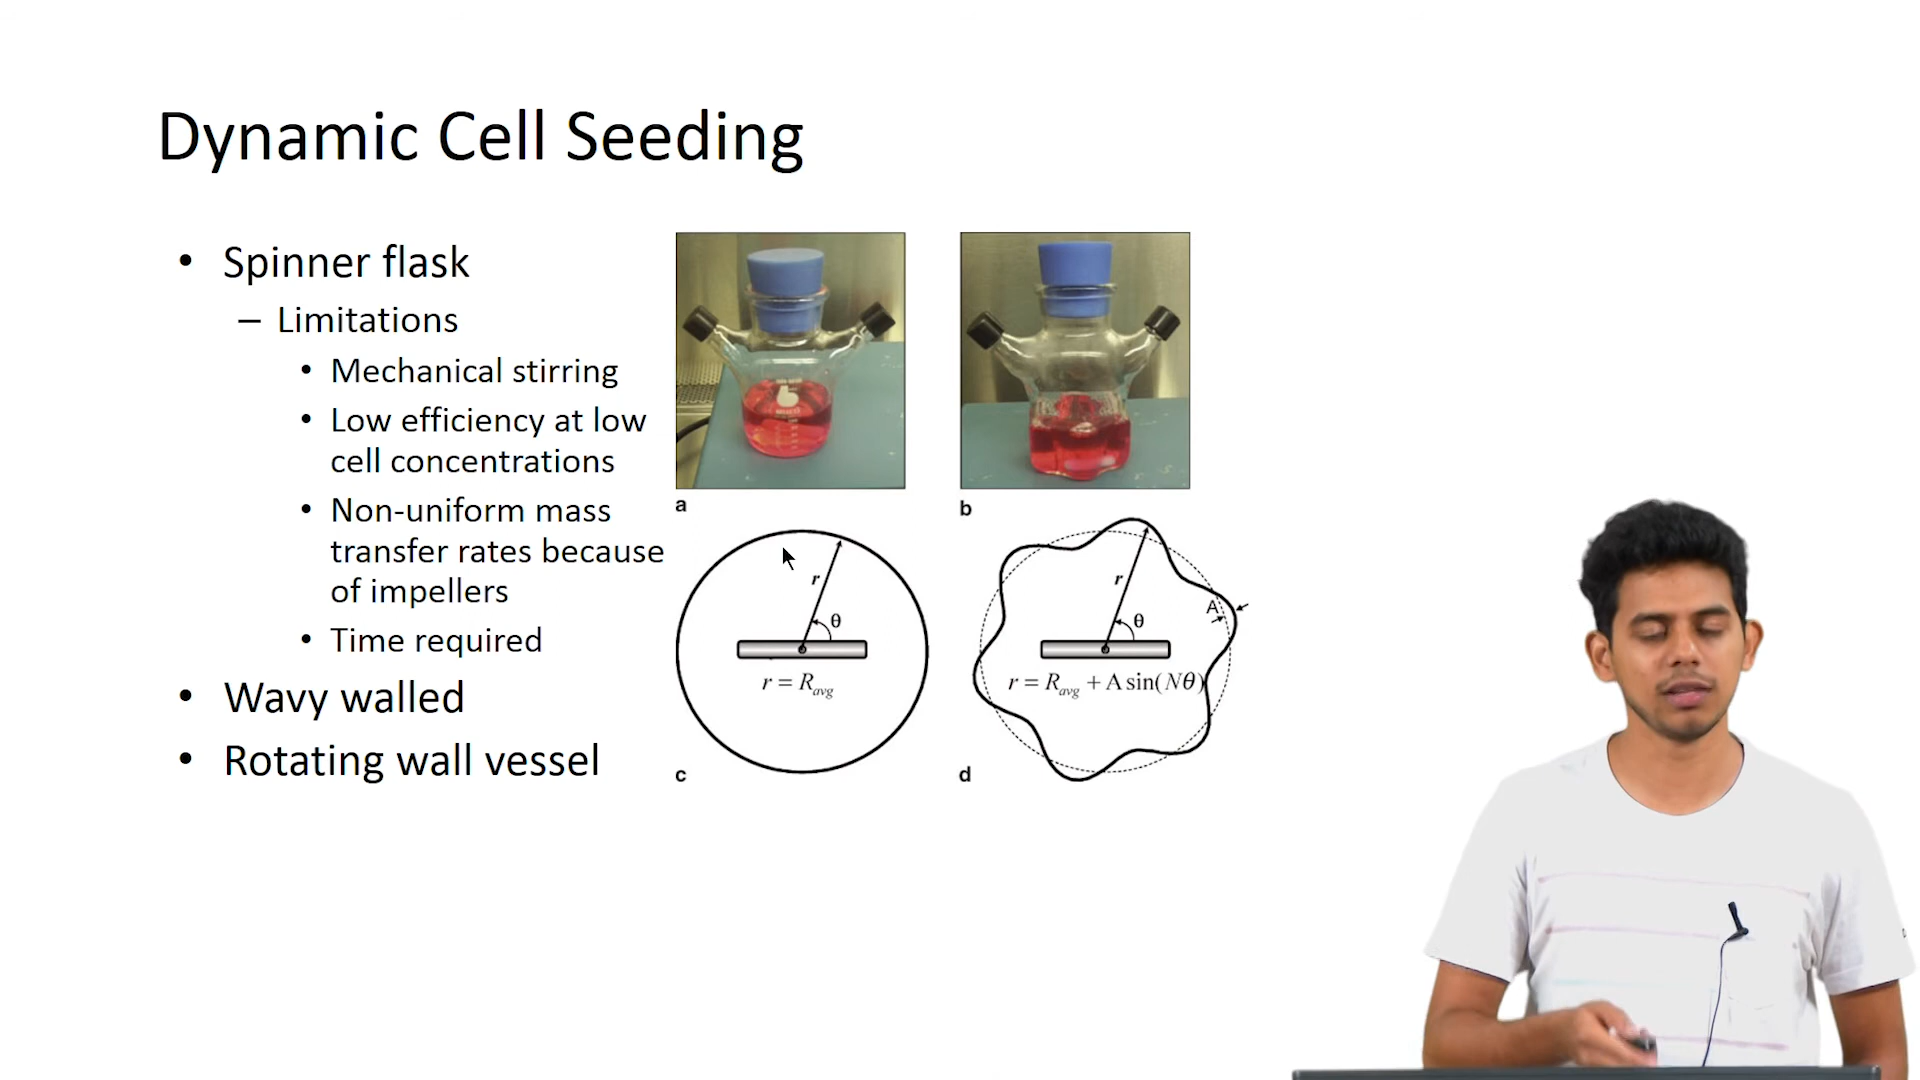 Dynamic Cell Seeding
• Spinner flask
– Limitations
• Mechanical stirring
• Low efficiency at low
cell concentrations
• Non-uniform mass
transfer rates because
of impellers
• Time required
• Wavy walled
• Rotating wall vessel
a
b
r
θ
r = R_avg
c
r
θ
A
r = R_avg + A sin(Nθ)
d